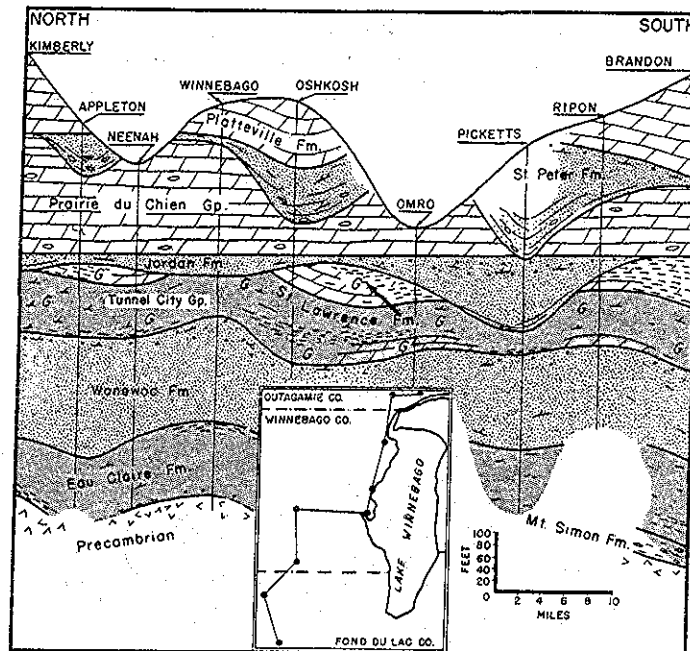 NORTH
SOUTH
KIMBERLY
BRANDON
APPLETON
WINNEBAGO
OSHKOSH
RIPON
NEENAH
PICKETTS
Platteville Fm.
St Peter Fm.
OMRO
Prairie du Chien Gp.
Jordan Fm.
G
G
Tunnel City Gp.
St Lawrence Fm.
G
G
G
G
G
Wonewoc Fm.
Eau Claire Fm.
Precambrian
Mt. Simon Fm.
OUTAGAMIE CO.
WINNEBAGO CO.
LAKE WINNEBAGO
FOND DU LAC CO.
FEET
100
80
60
40
0
0 2 4 6 8 10
MILES